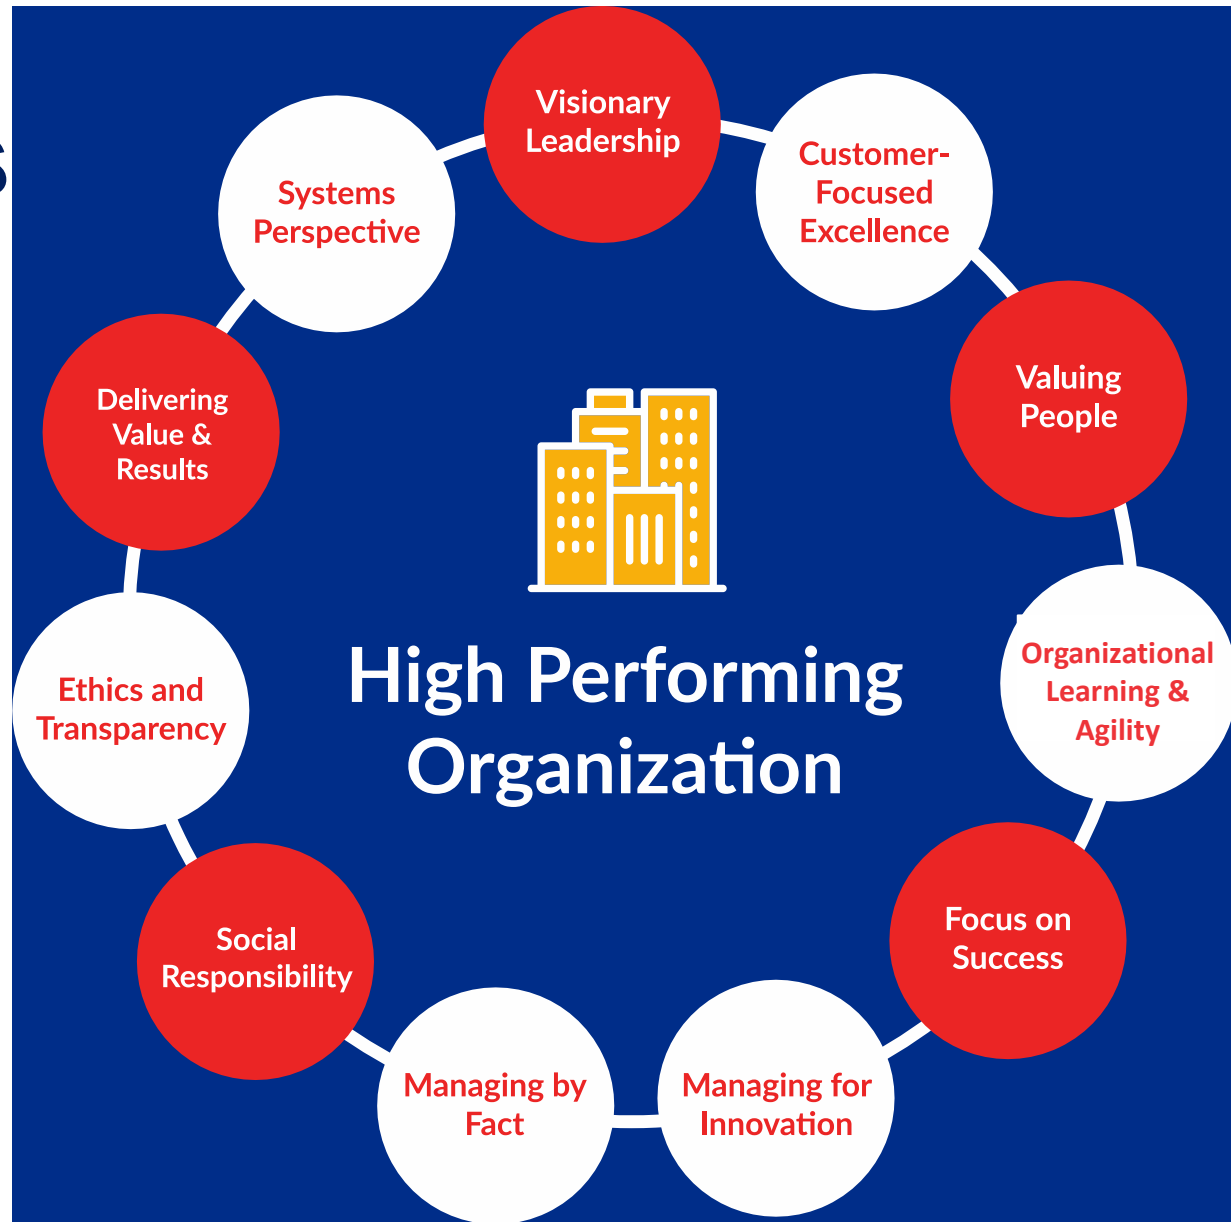 S
Visionary
Leadership
Customer-
Focused
Excellence
Systems
Perspective
Valuing
People
Delivering
Value &
Results
Organizational
Learning &
Agility
High Performing
Organization
Ethics and
Transparency
Focus on
Success
Social
Responsibility
Managing by
Fact
Managing for
Innovation